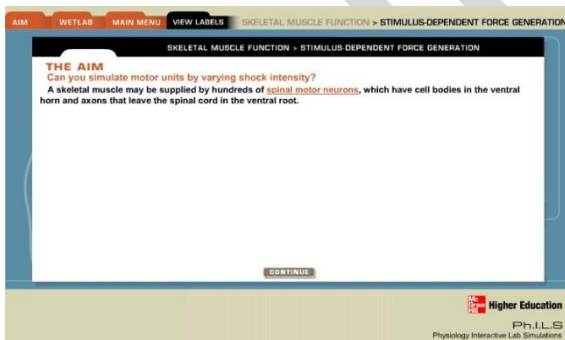 AIM WETLAB MAIN MENU VIEW LABELS SKELETAL MUSCLE FUNCTION > STIMULUS-DEPENDENT FORCE GENERATION
SKELETAL MUSCLE FUNCTION > STIMULUS-DEPENDENT FORCE GENERATION
THE AIM
Can you simulate motor units by varying shock intensity?
A skeletal muscle may be supplied by hundreds of spinal motor neurons, which have cell bodies in the ventral
horn and axons that leave the spinal cord in the ventral root.
CONTINUE
Mc
Graw
Hill
Higher Education
Ph.I.L.S
Physiology Interactive Lab Simulations